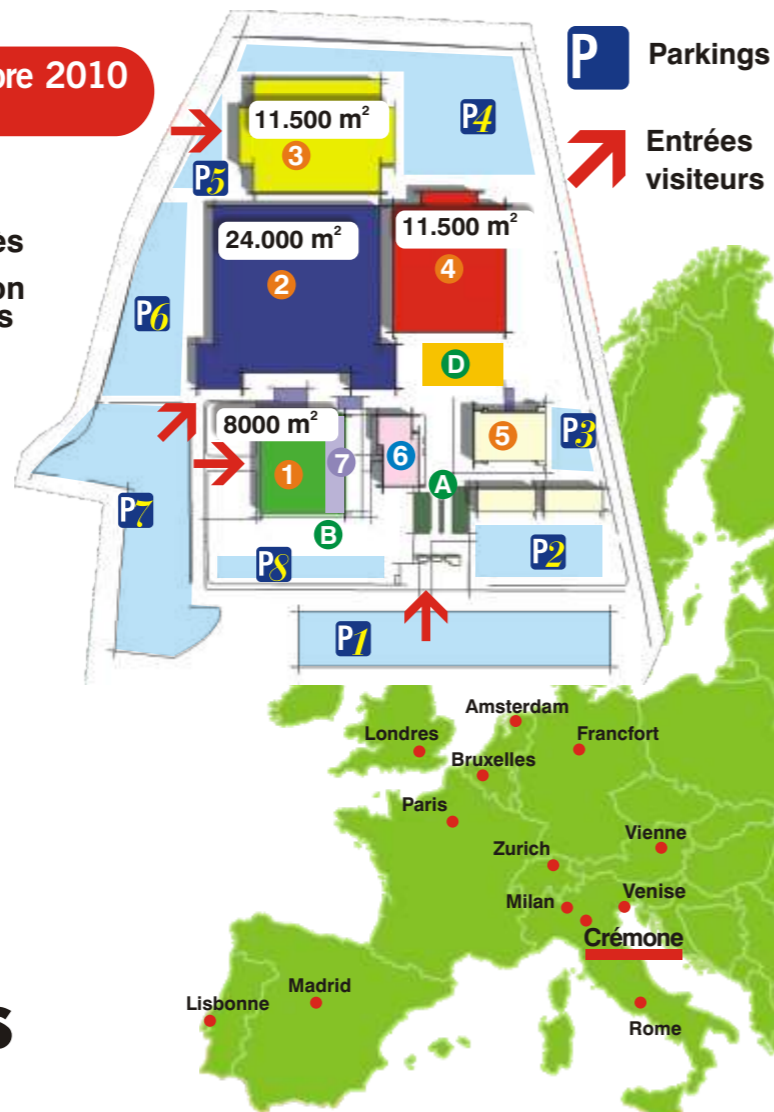 bre 2010
P Parkings
Entrées
visiteurs
es
on
s
11.500 m²
3
P4
P5
24.000 m²
2
11.500 m²
4
P6
D
8000 m²
1
7
6
5
P3
A
P7
B
P8
P2
P1
Amsterdam
Londres
Francfort
Bruxelles
Paris
Vienne
Zurich
Milan
Venise
Crémone
Madrid
Lisbonne
Rome
s